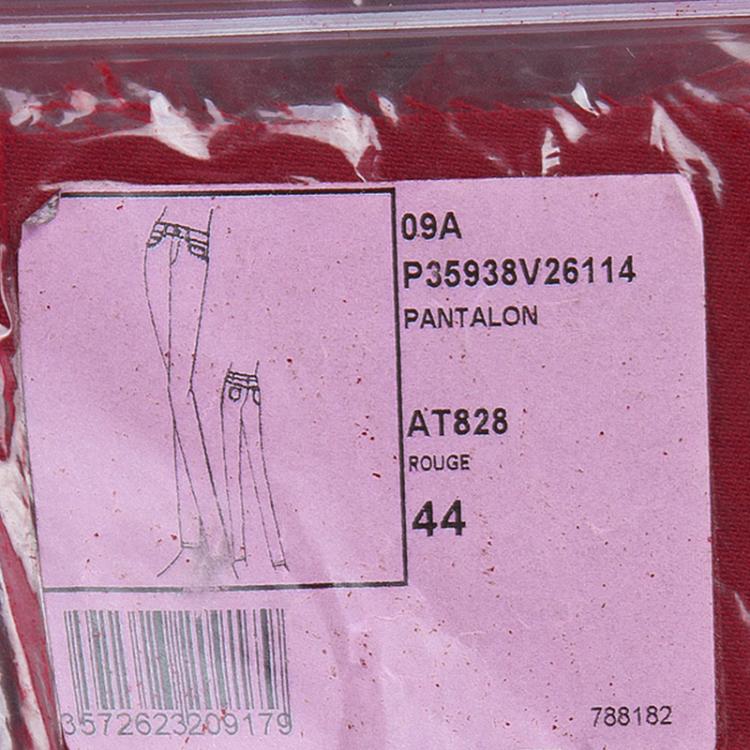 09A
P35938V26114
PANTALON
AT828
ROUGE
44
3572623209179
788182